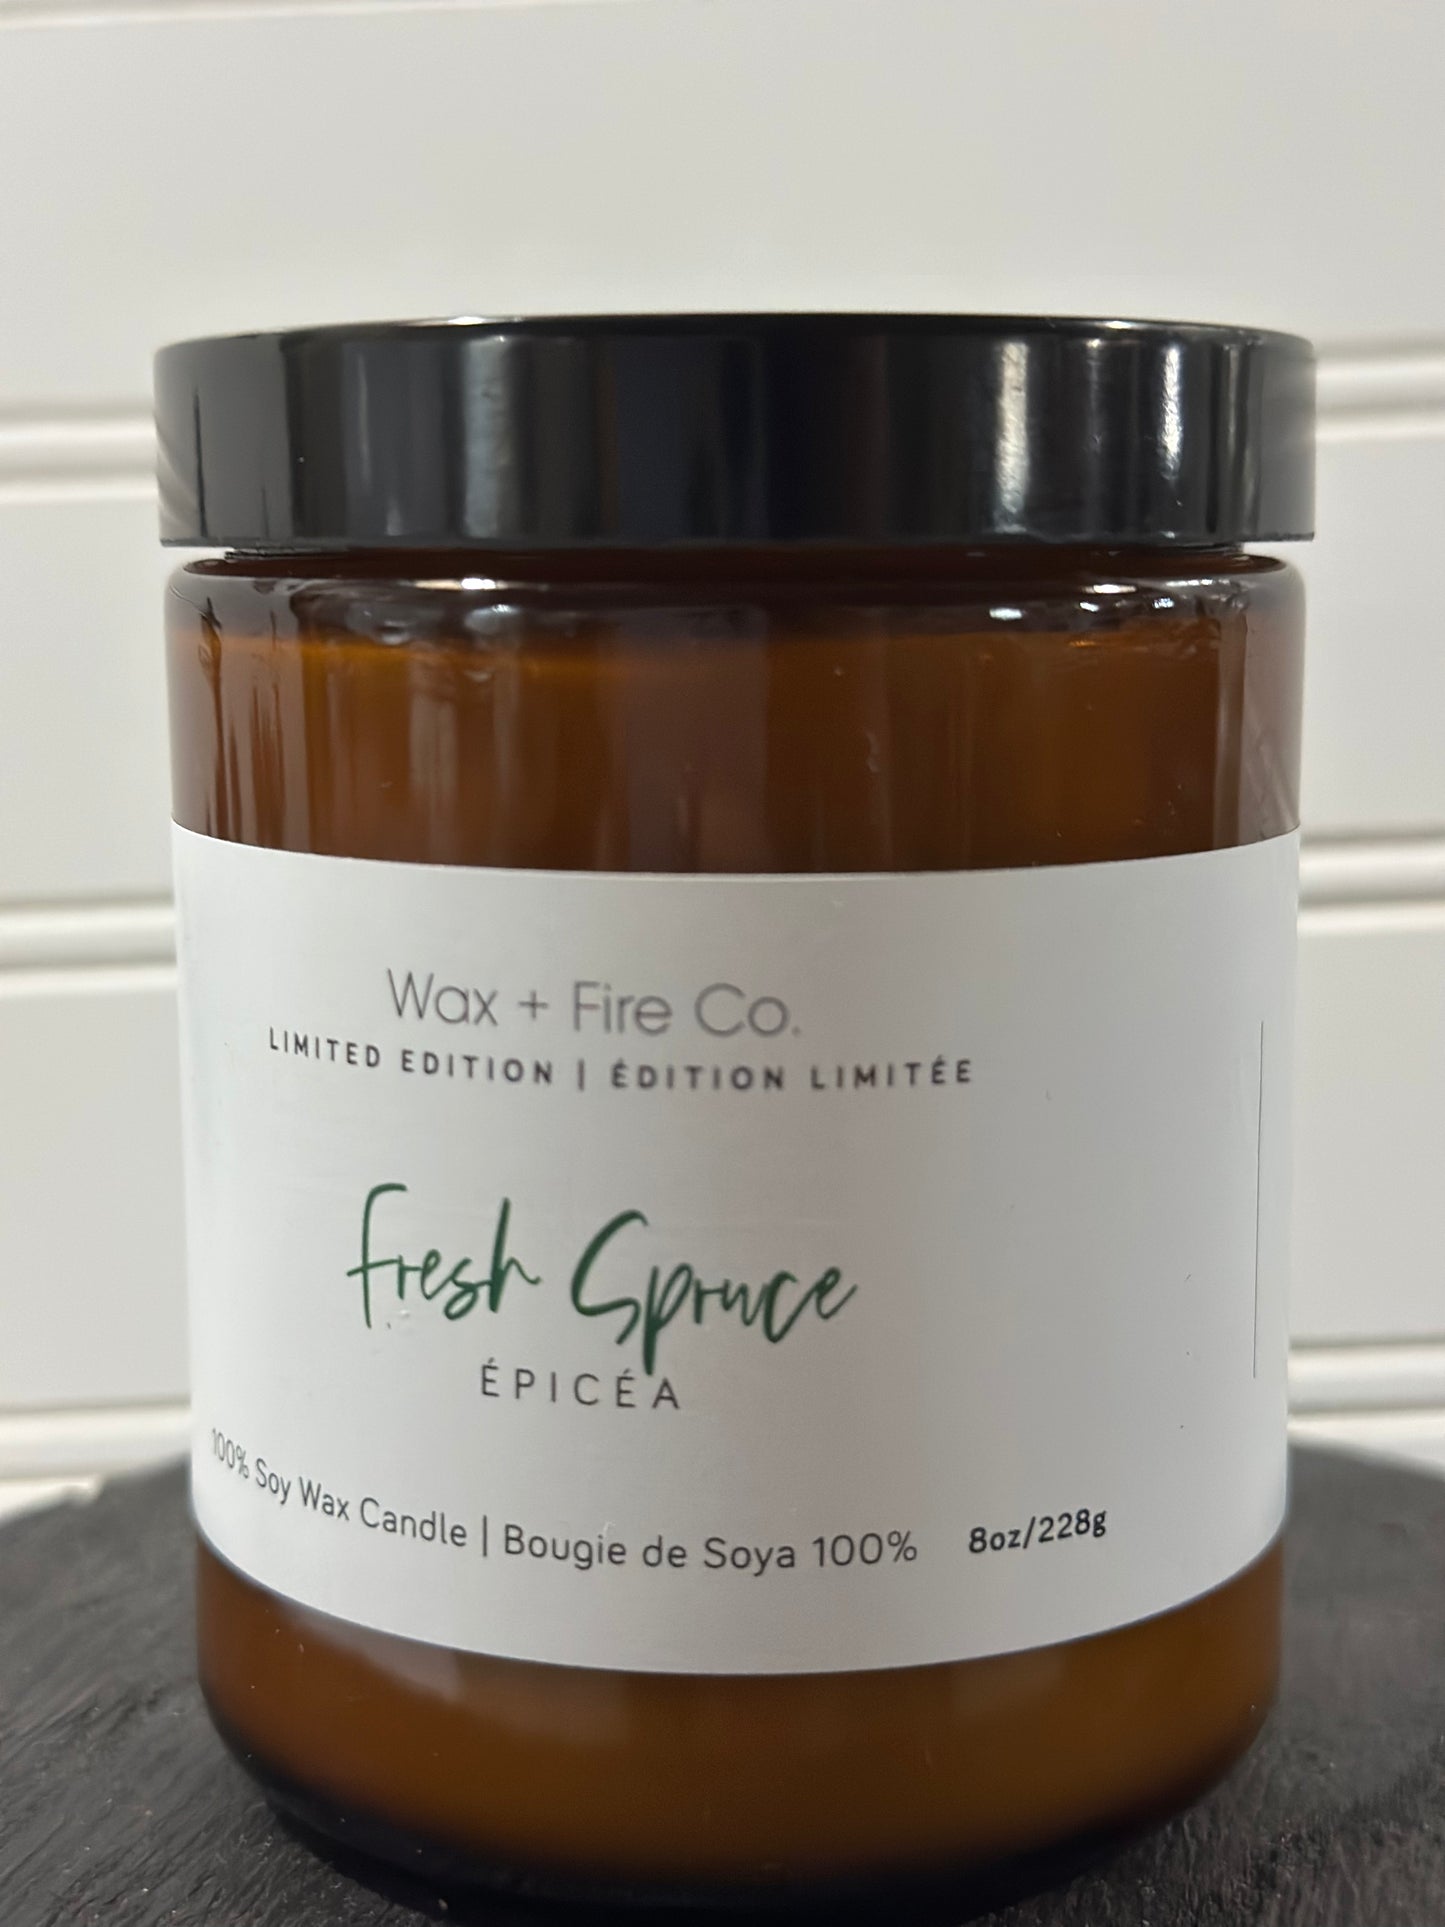 Wax + Fire Co.
LIMITED EDITION | ÉDITION LIMITÉE
Fresh Spruce
ÉPICÉA
100% Soy Wax Candle | Bougie de Soya 100% 8oz/228g